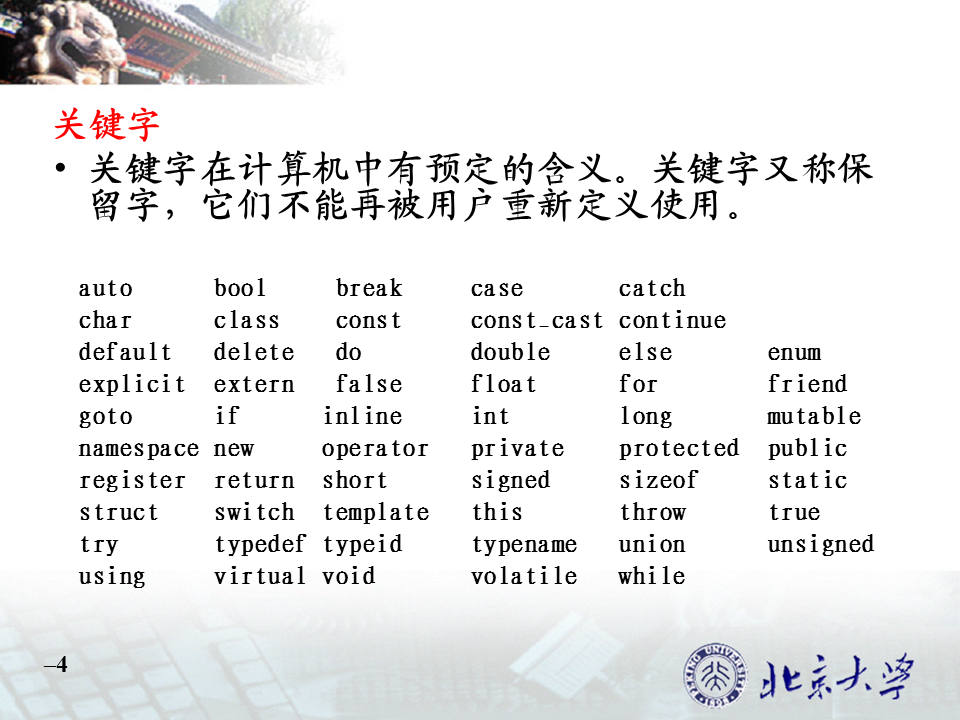 关键字
• 关键字在计算机中有预定的含义。关键字又称保
留字，它们不能再被用户重新定义使用。
auto bool break case catch
char class const const_cast continue
default delete do double else enum
explicit extern false float for friend
goto if inline int long mutable
namespace new operator private protected public
register return short signed sizeof static
struct switch template this throw true
try typedef typeid typename union unsigned
using virtual void volatile while
–4
PEKING UNIVERSITY
1898
北京大学